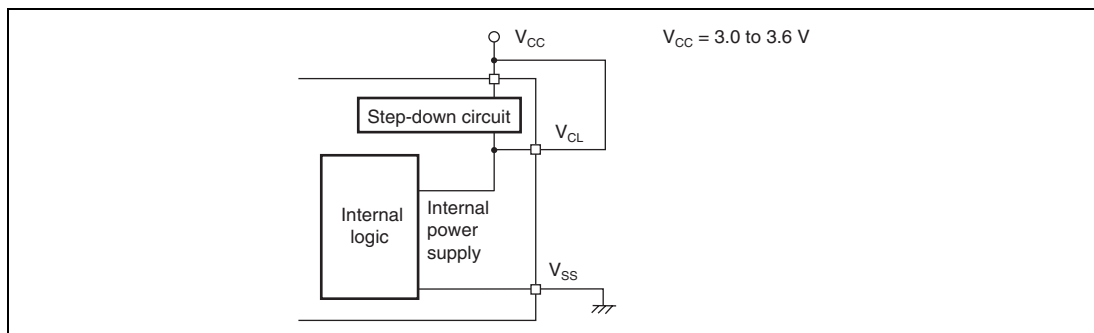 V_CC
V_CC = 3.0 to 3.6 V
Step-down circuit
V_CL
Internal
logic
Internal
power
supply
V_SS